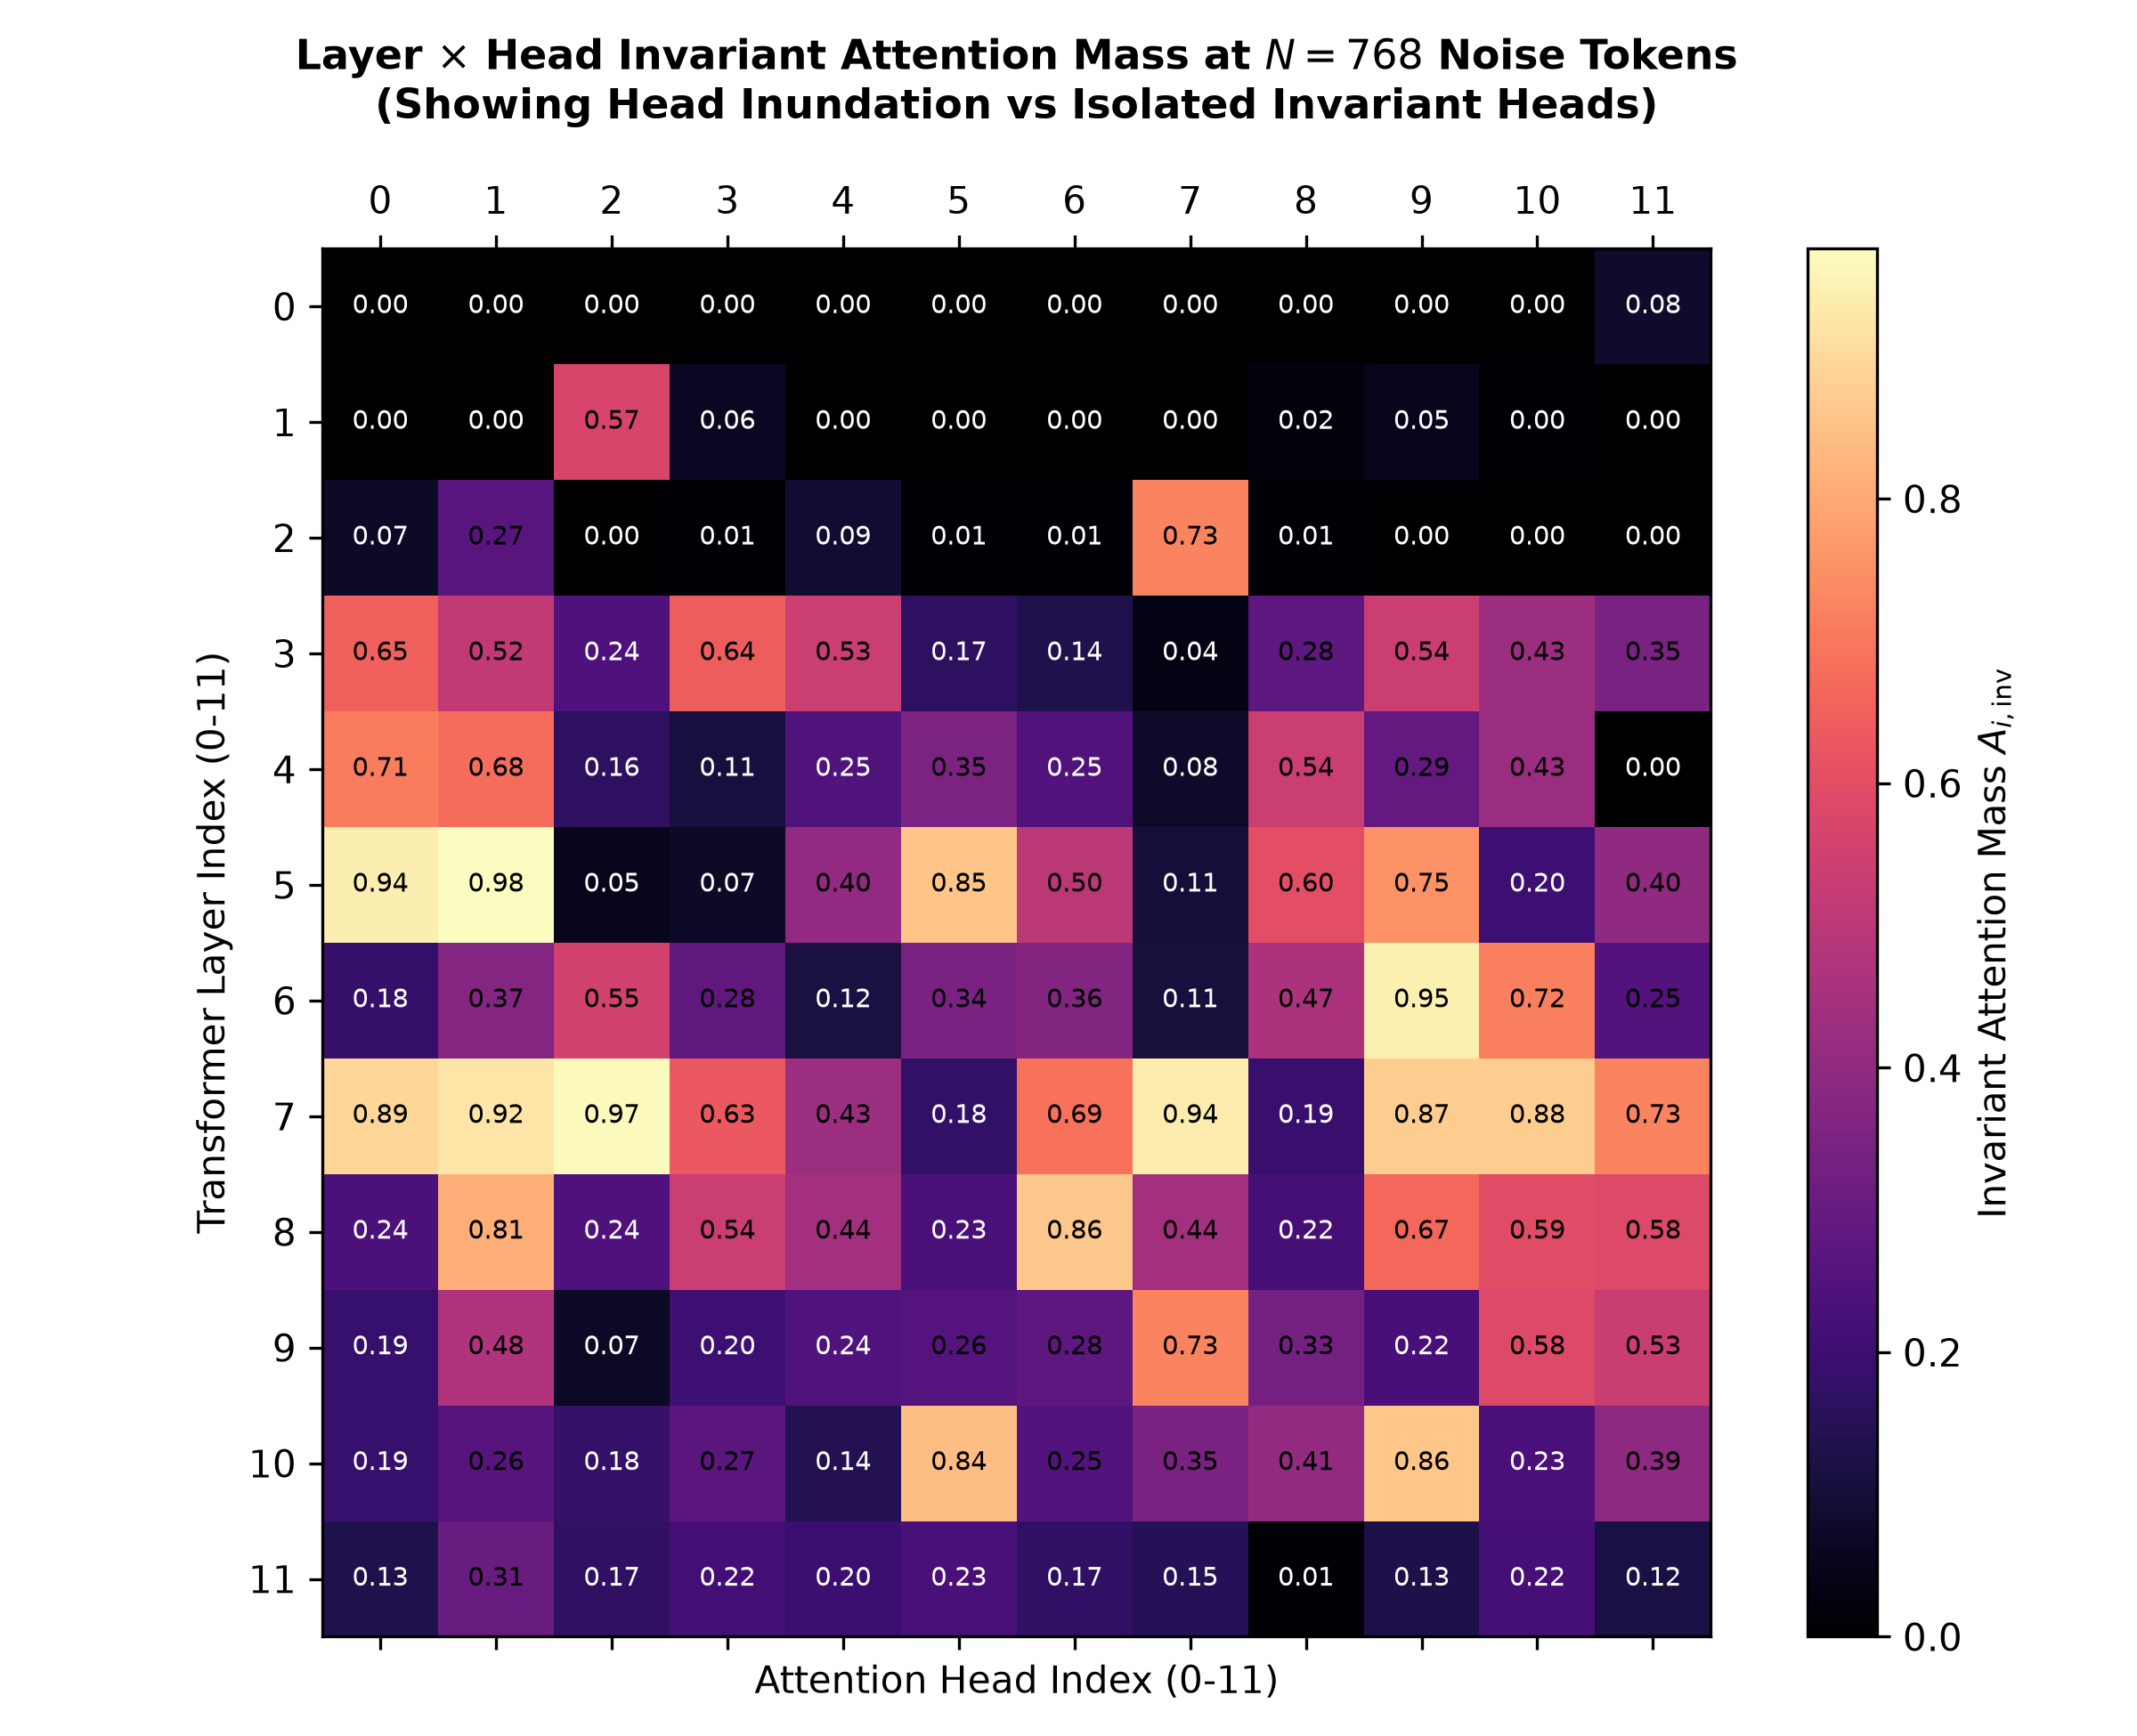 Layer × Head Invariant Attention Mass at N = 768 Noise Tokens
(Showing Head Inundation vs Isolated Invariant Heads)
0 1 2 3 4 5 6 7 8 9 10 11
0 0.00 0.00 0.00 0.00 0.00 0.00 0.00 0.00 0.00 0.00 0.00 0.08
1 0.00 0.00 0.57 0.06 0.00 0.00 0.00 0.00 0.02 0.05 0.00 0.00
2 0.07 0.27 0.00 0.01 0.09 0.01 0.01 0.73 0.01 0.00 0.00 0.00
3 0.65 0.52 0.24 0.64 0.53 0.17 0.14 0.04 0.28 0.54 0.43 0.35
4 0.71 0.68 0.16 0.11 0.25 0.35 0.25 0.08 0.54 0.29 0.43 0.00
5 0.94 0.98 0.05 0.07 0.40 0.85 0.50 0.11 0.60 0.75 0.20 0.40
6 0.18 0.37 0.55 0.28 0.12 0.34 0.36 0.11 0.47 0.95 0.72 0.25
7 0.89 0.92 0.97 0.63 0.43 0.18 0.69 0.94 0.19 0.87 0.88 0.73
8 0.24 0.81 0.24 0.54 0.44 0.23 0.86 0.44 0.22 0.67 0.59 0.58
9 0.19 0.48 0.07 0.20 0.24 0.26 0.28 0.73 0.33 0.22 0.58 0.53
10 0.19 0.26 0.18 0.27 0.14 0.84 0.25 0.35 0.41 0.86 0.23 0.39
11 0.13 0.31 0.17 0.22 0.20 0.23 0.17 0.15 0.01 0.13 0.22 0.12
Transformer Layer Index (0-11)
Attention Head Index (0-11)
0.8
0.6
0.4
0.2
0.0
Invariant Attention Mass A_{i, inv}